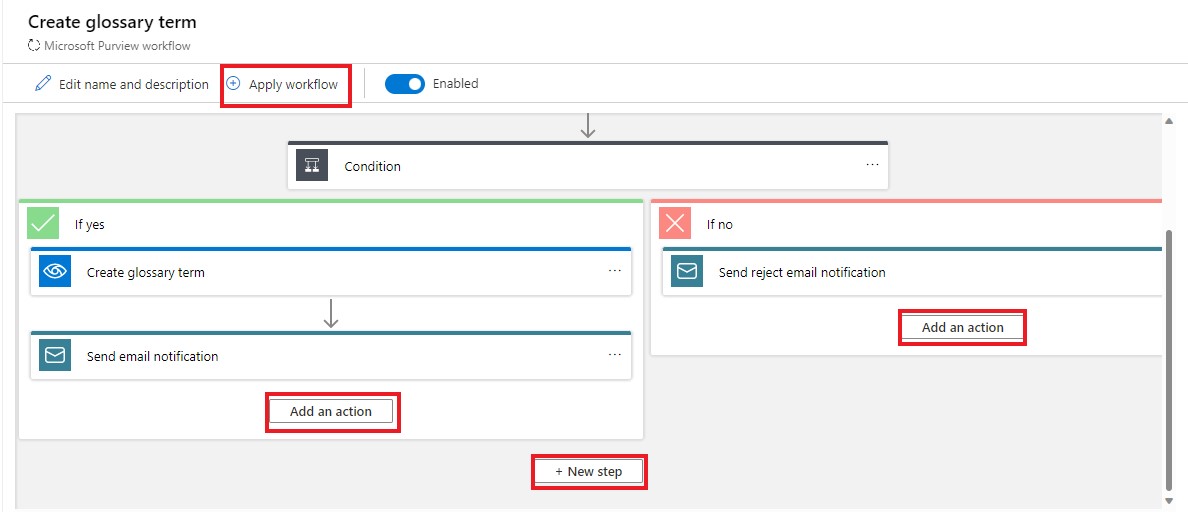 Create glossary term
Microsoft Purview workflow
Edit name and description
Apply workflow
Enabled
Condition
...
If yes
If no
Create glossary term
...
Send reject email notification
Add an action
Send email notification
...
Add an action
+ New step